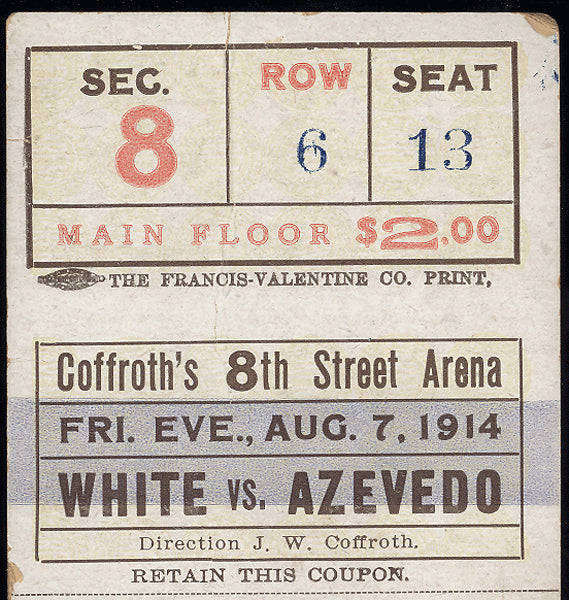 SEC. ROW SEAT
8 6 13
MAIN FLOOR $2.00
THE FRANCIS-VALENTINE CO. PRINT,
Coffroth's 8th Street Arena
FRI. EVE., AUG. 7, 1914
WHITE vs. AZEVEDO
Direction J. W. Coffroth.
RETAIN THIS COUPON.